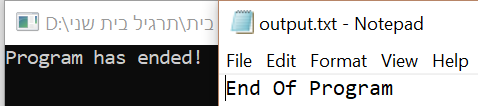 D:\בית\תרגיל בית שני
Program has ended!
output.txt - Notepad
File Edit Format View Help
End Of Program